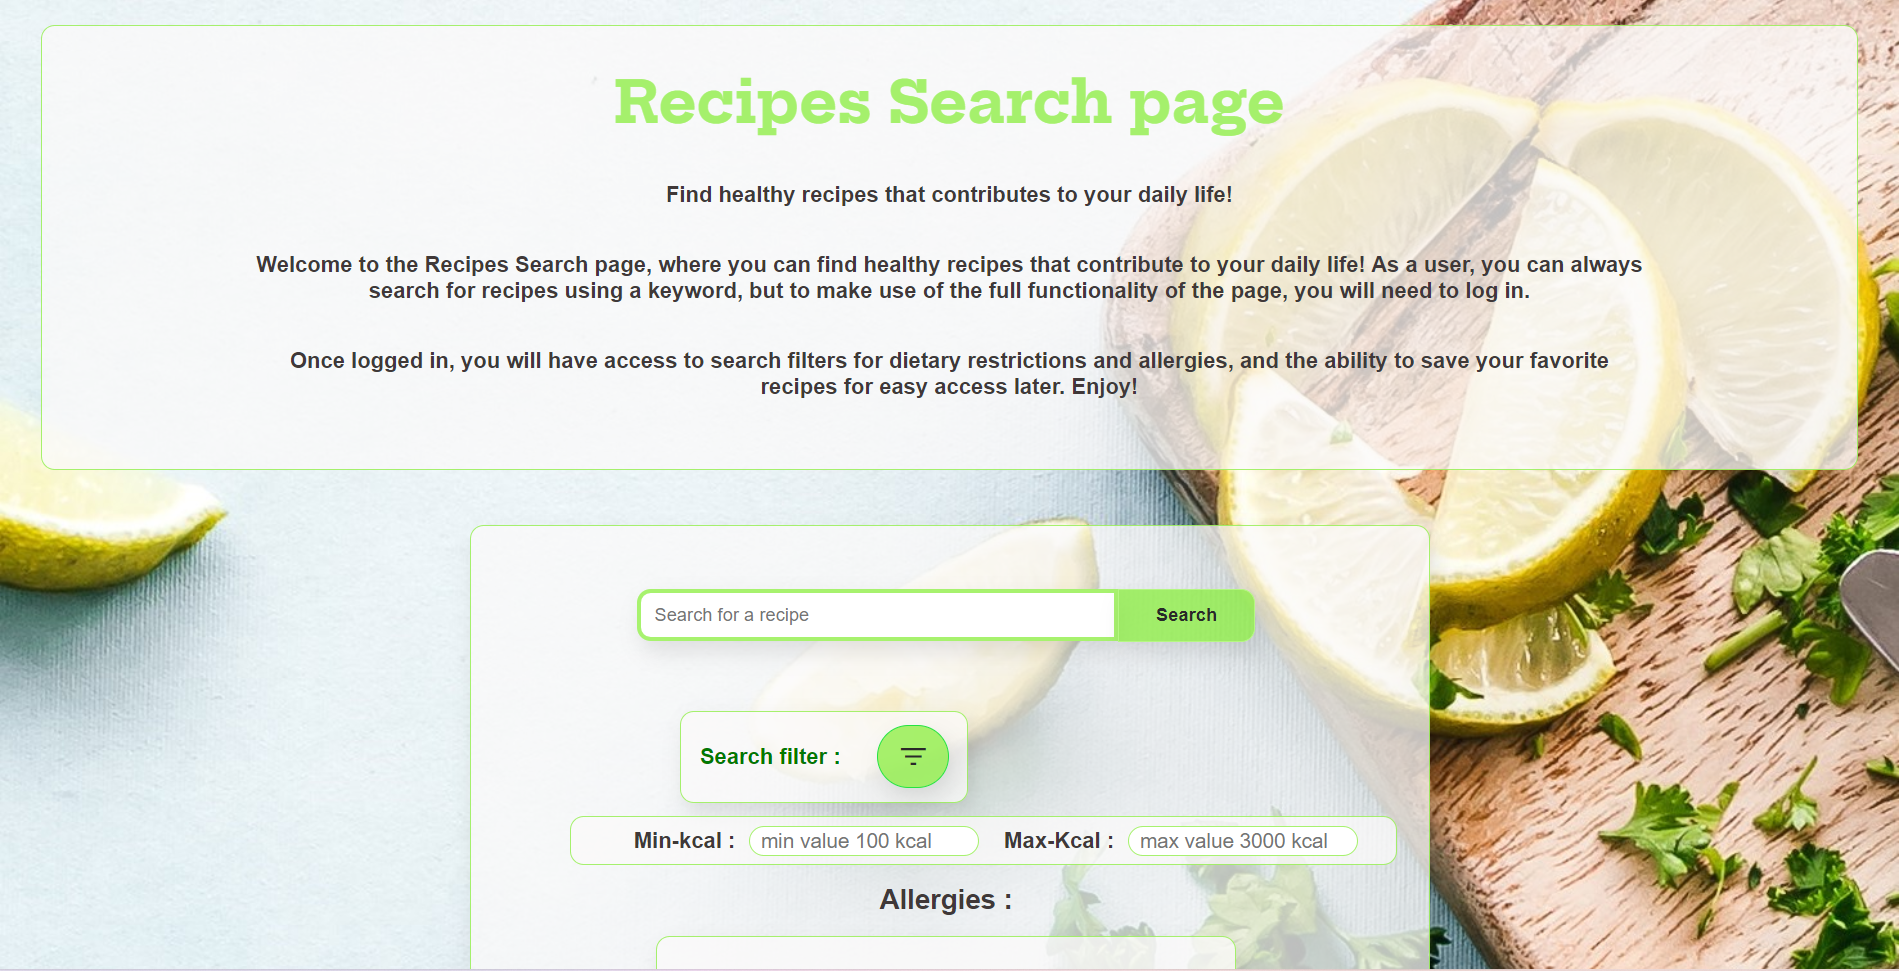 Recipes Search page
Find healthy recipes that contributes to your daily life!
Welcome to the Recipes Search page, where you can find healthy recipes that contribute to your daily life! As a user, you can always
search for recipes using a keyword, but to make use of the full functionality of the page, you will need to log in.
Once logged in, you will have access to search filters for dietary restrictions and allergies, and the ability to save your favorite
recipes for easy access later. Enjoy!
Search for a recipe Search
Search filter :
Min-kcal : min value 100 kcal Max-Kcal : max value 3000 kcal
Allergies :